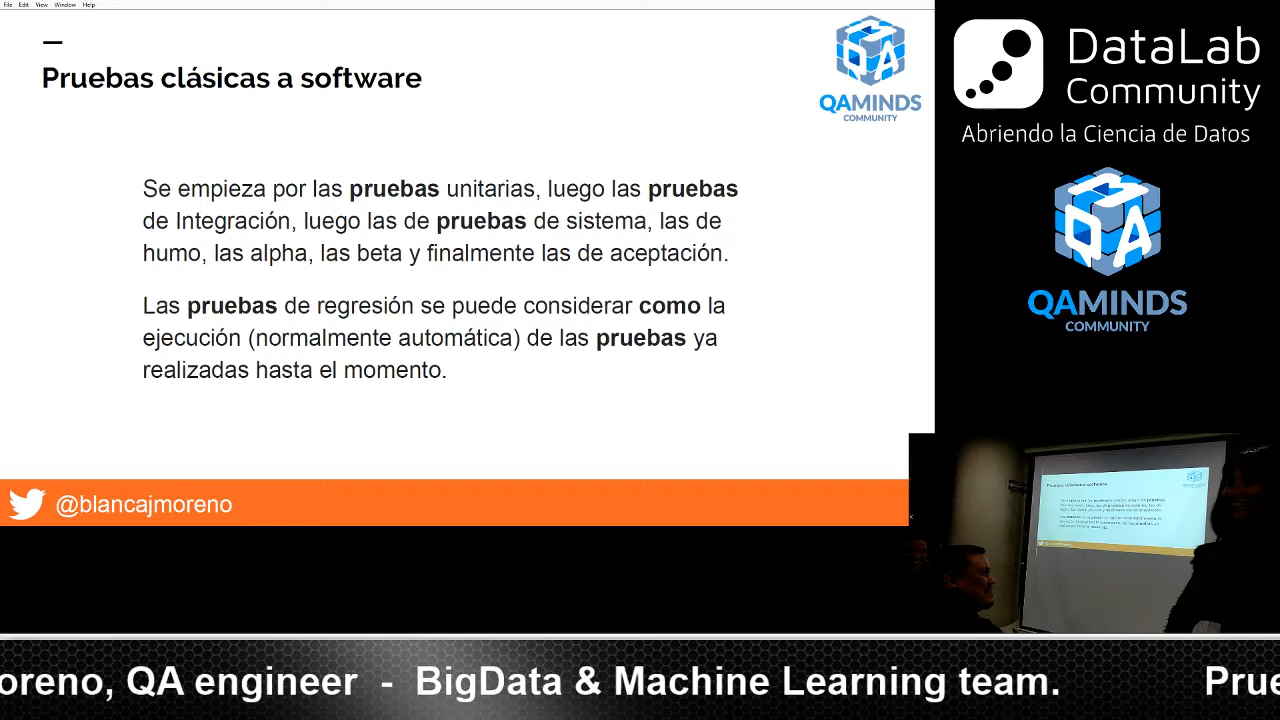 File Edit View Window Help
Pruebas clásicas a software
QAMINDS
COMMUNITY
Se empieza por las pruebas unitarias, luego las pruebas
de Integración, luego las de pruebas de sistema, las de
humo, las alpha, las beta y finalmente las de aceptación.
Las pruebas de regresión se puede considerar como la
ejecución (normalmente automática) de las pruebas ya
realizadas hasta el momento.
@blancajmoreno
DataLab
Community
Abriendo la Ciencia de Datos
QA
QAMINDS
COMMUNITY
Pruebas clásicas a software
oreno, QA engineer - BigData & Machine Learning team. Prue